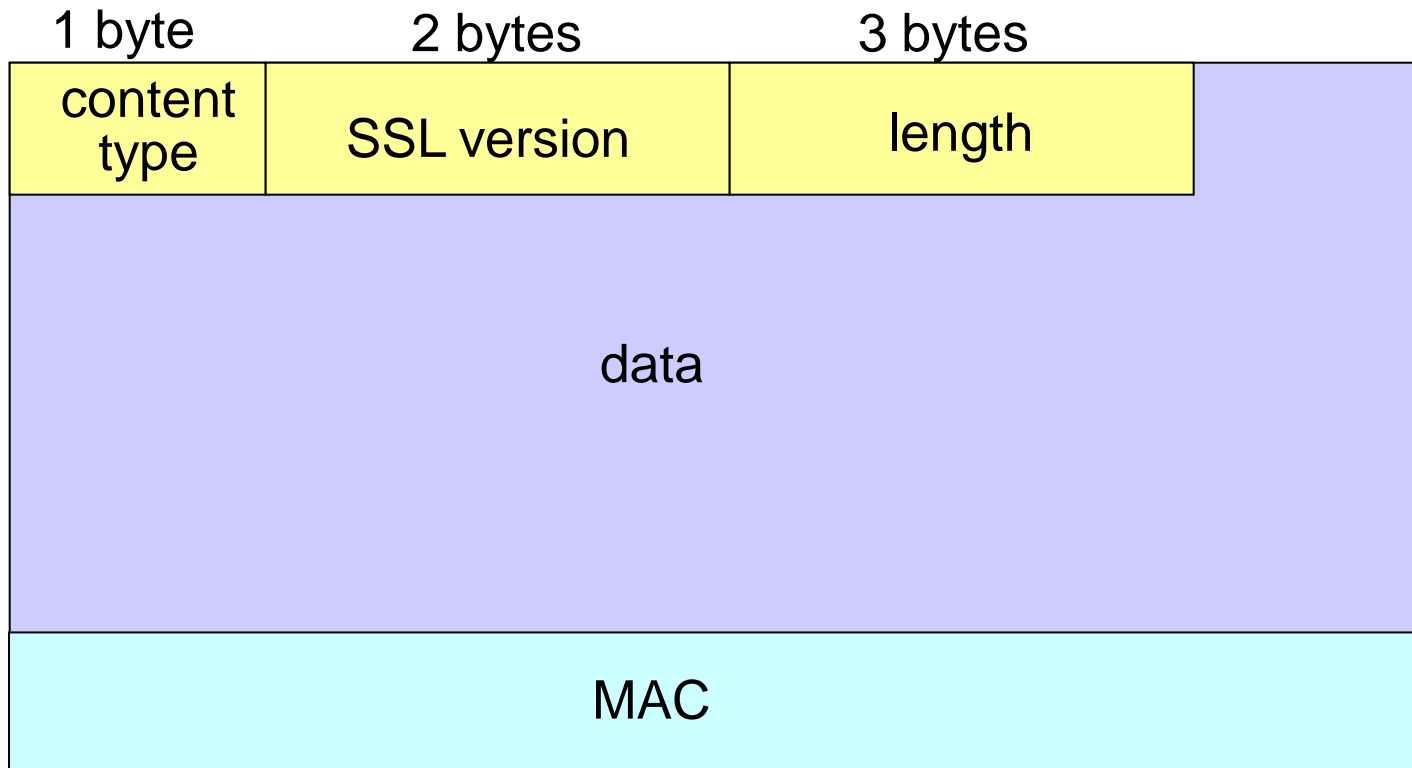 1 byte 2 bytes 3 bytes
content
type
SSL version
length
data
MAC